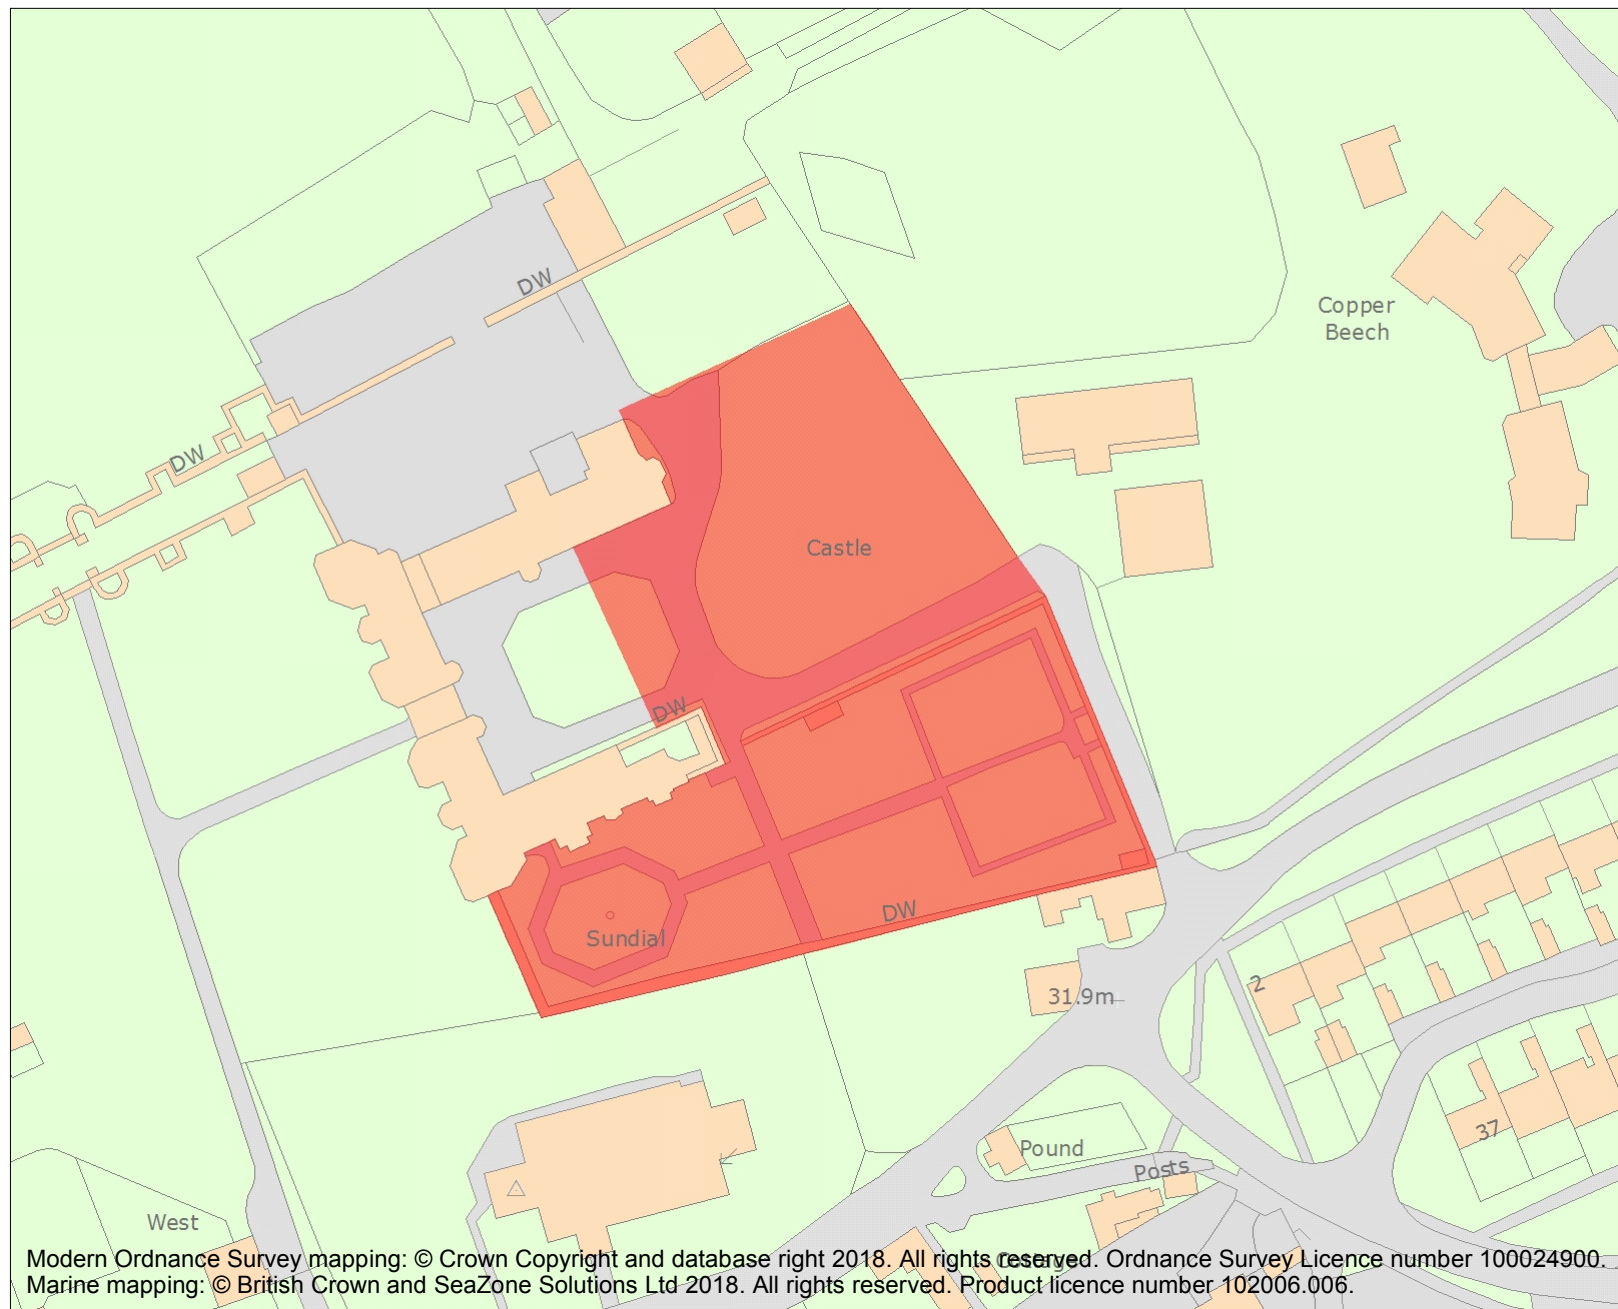 DW
Copper
Beech
DW
Castle
DW
DW
Sundial
2
31.9m
37
Pound
Posts
West
Cottage
Modern Ordnance Survey mapping: © Crown Copyright and database right 2018. All rights reserved. Ordnance Survey Licence number 100024900.
Marine mapping: © British Crown and SeaZone Solutions Ltd 2018. All rights reserved. Product licence number 102006.006.